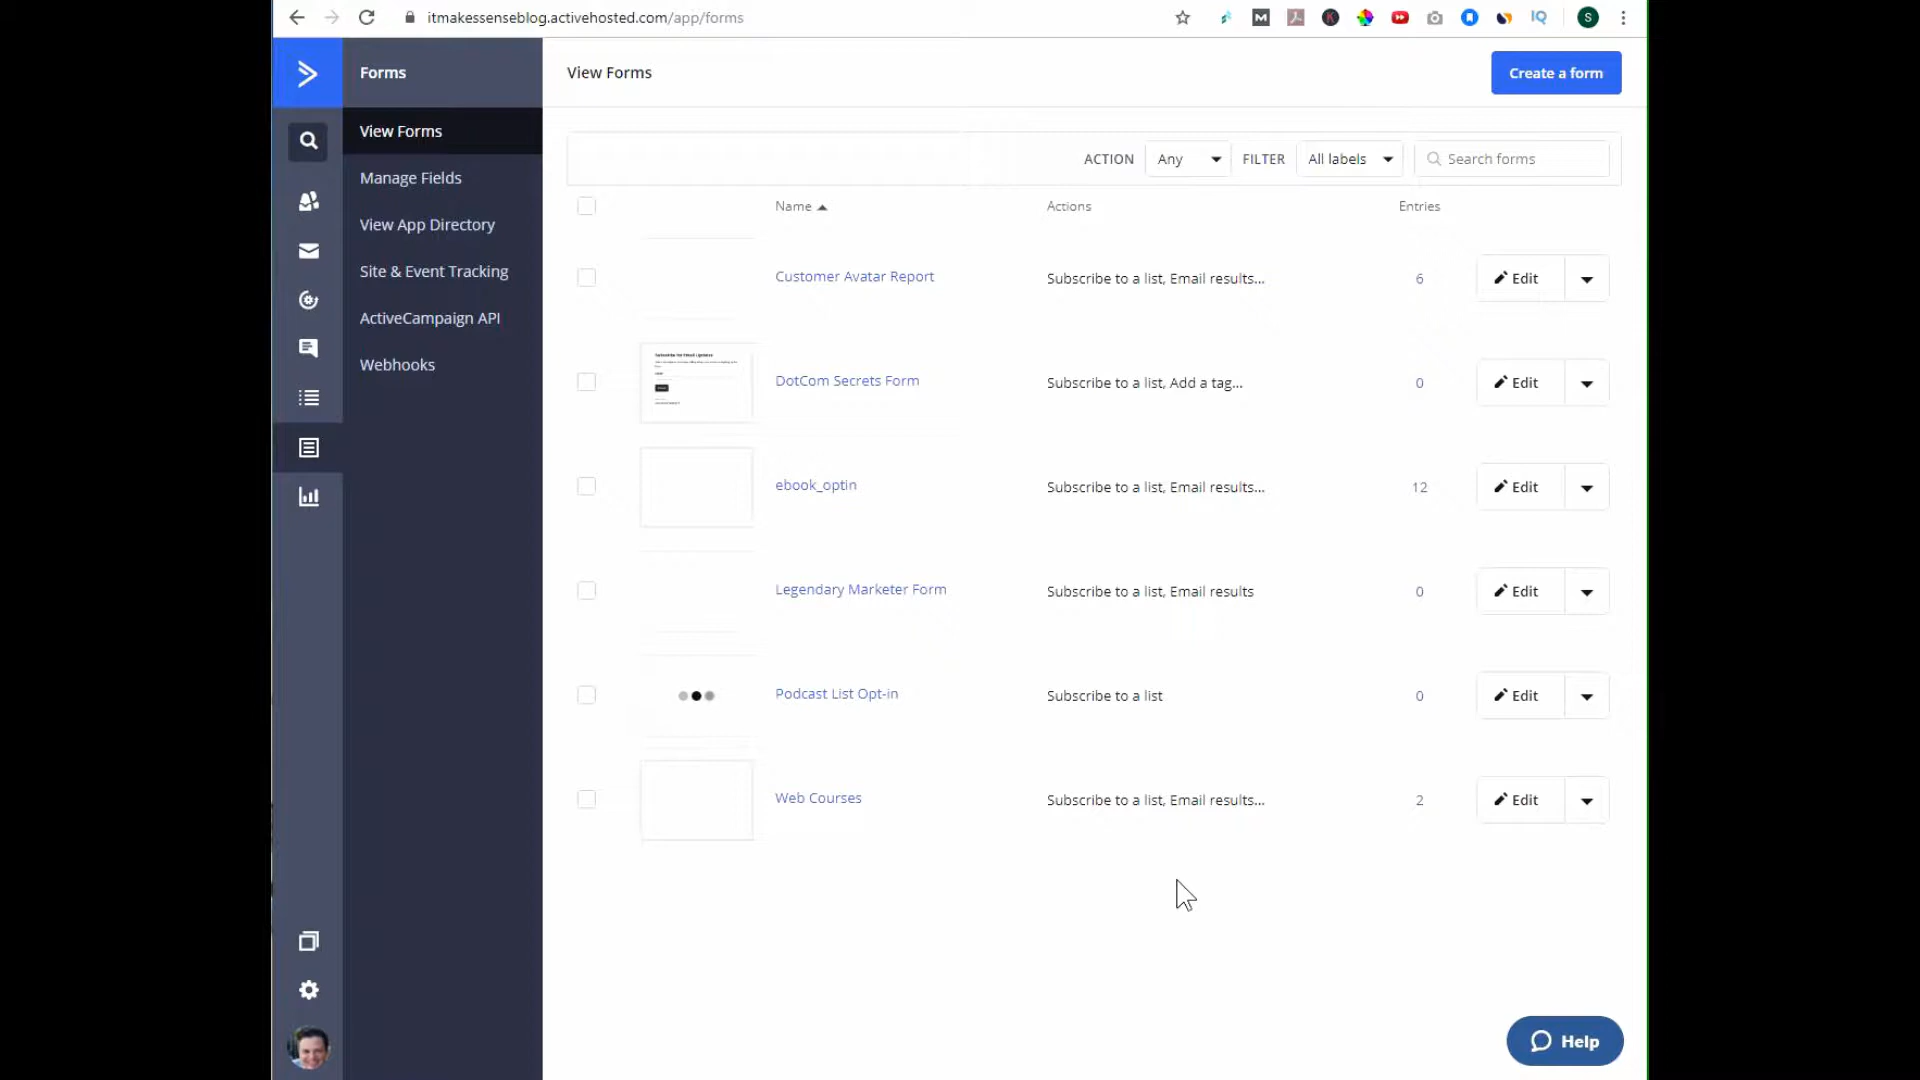 itmakessenseblog.activehosted.com/app/forms
M
K
IQ
S
Forms
View Forms
Create a form
View Forms
Manage Fields
View App Directory
Site & Event Tracking
ActiveCampaign API
Webhooks
ACTION Any FILTER All labels Search forms
Name Actions Entries
Customer Avatar Report Subscribe to a list, Email results... 6 Edit
DotCom Secrets Form Subscribe to a list, Add a tag... 0 Edit
ebook_optin Subscribe to a list, Email results... 12 Edit
Legendary Marketer Form Subscribe to a list, Email results 0 Edit
Podcast List Opt-in Subscribe to a list 0 Edit
Web Courses Subscribe to a list, Email results... 2 Edit
Help